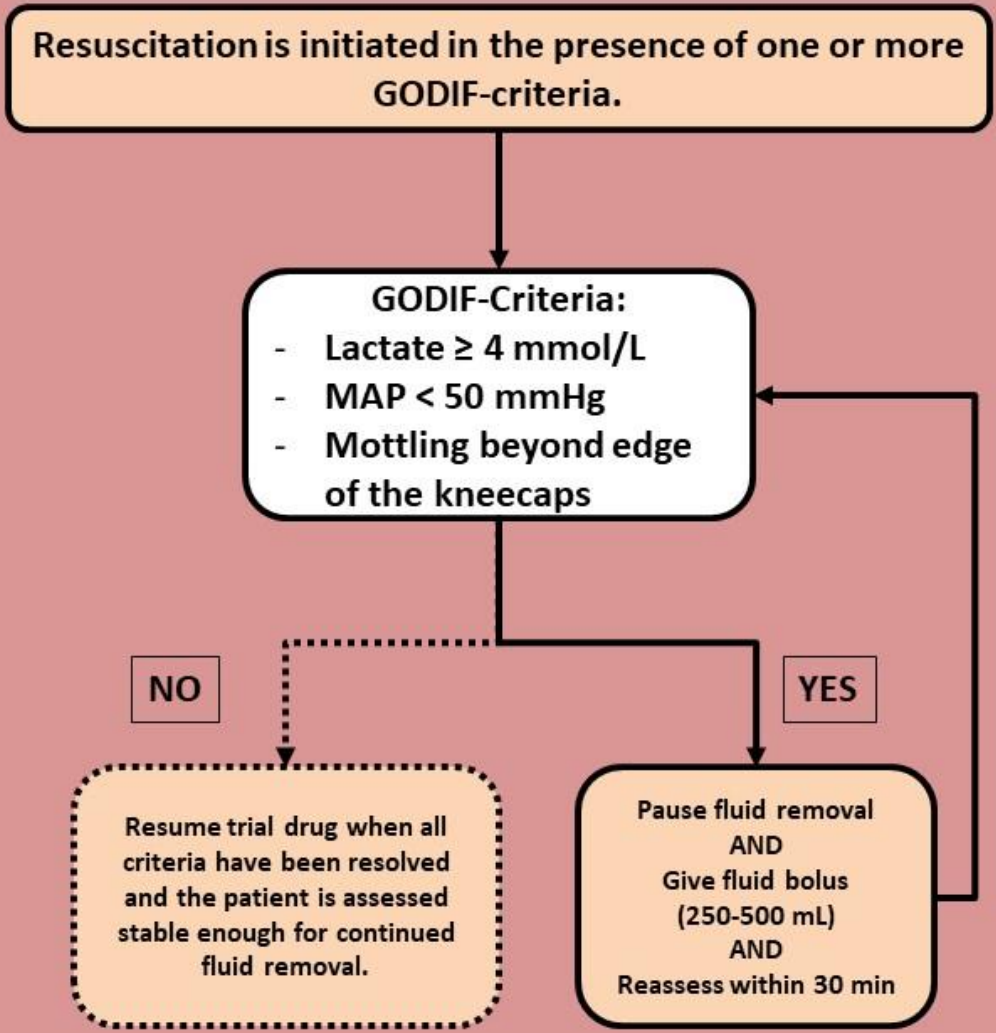 Resuscitation is initiated in the presence of one or more
GODIF-criteria.
GODIF-Criteria:
- Lactate ≥ 4 mmol/L
- MAP < 50 mmHg
- Mottling beyond edge
of the kneecaps
NO
YES
Resume trial drug when all
criteria have been resolved
and the patient is assessed
stable enough for continued
fluid removal.
Pause fluid removal
AND
Give fluid bolus
(250-500 mL)
AND
Reassess within 30 min